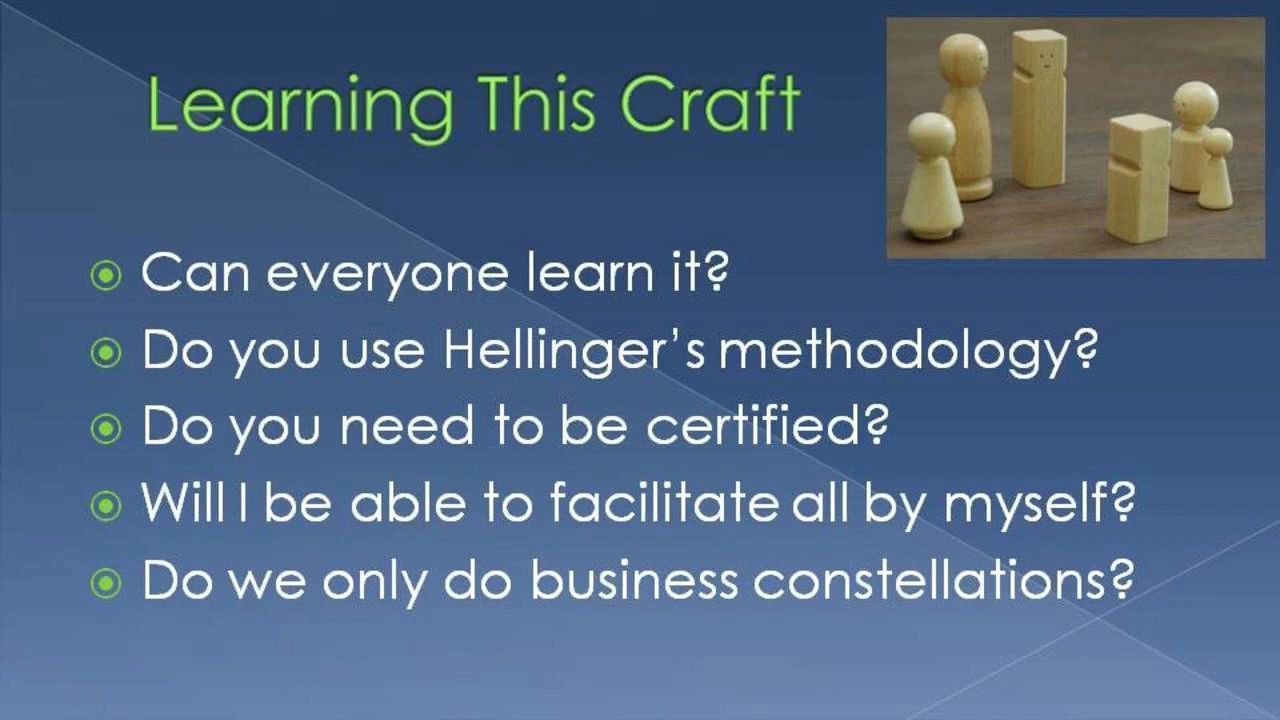 Learning This Craft
Can everyone learn it?
Do you use Hellinger's methodology?
Do you need to be certified?
Will I be able to facilitate all by myself?
Do we only do business constellations?